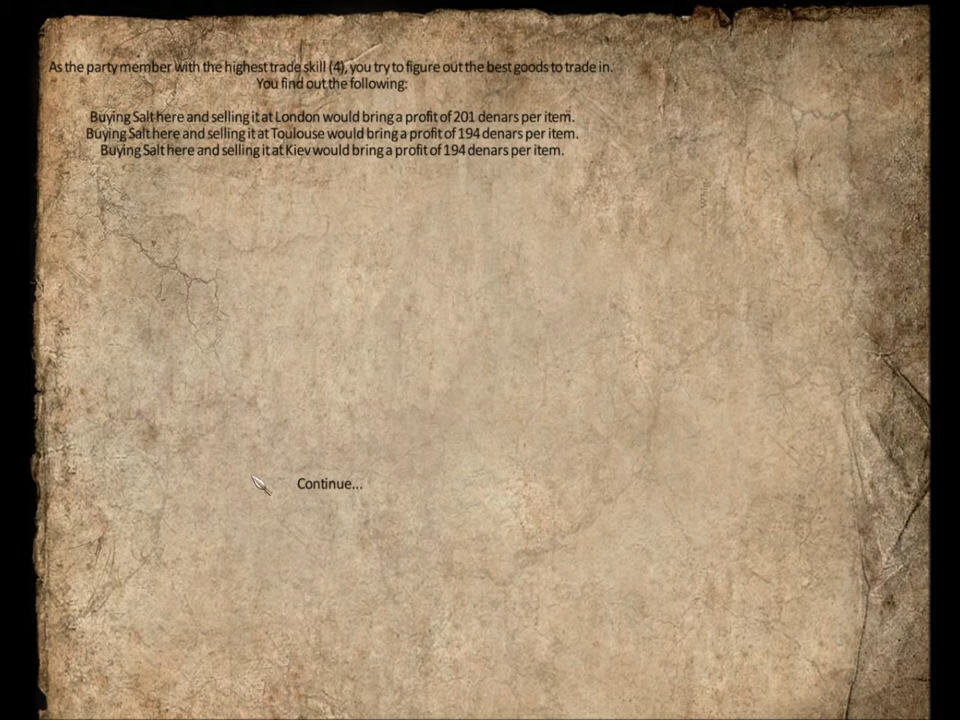 As the party member with the highest trade skill (4), you try to figure out the best goods to trade in.
You find out the following:
Buying Salt here and selling it at London would bring a profit of 201 denars per item.
Buying Salt here and selling it at Toulouse would bring a profit of 194 denars per item.
Buying Salt here and selling it at Kiev would bring a profit of 194 denars per item.
Continue...